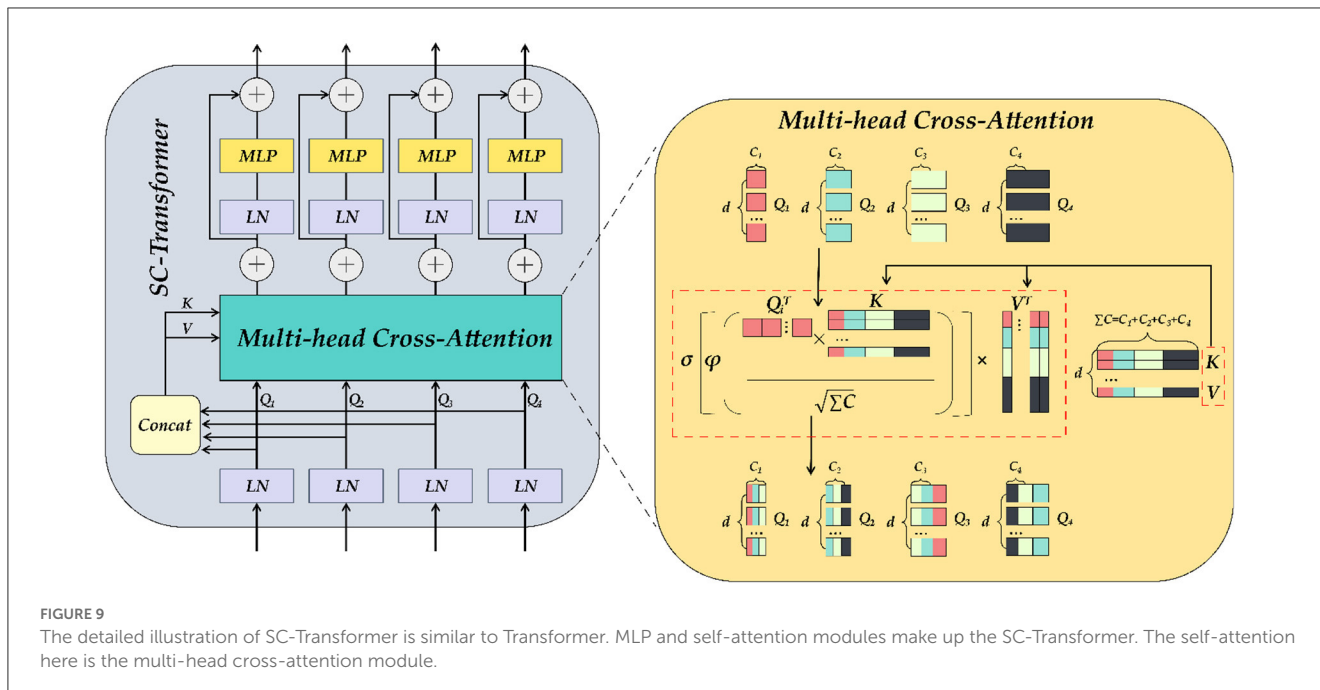 SC-Transformer
MLP MLP MLP MLP
LN LN LN LN
K
V
Multi-head Cross-Attention
Q₁ Q₂ Q₃ Q₄
Concat
LN LN LN LN
Multi-head Cross-Attention
C₁ C₂ C₃ C₄
d Q₁ d Q₂ d Q₃ d Q₄
... ... ... ...
Qᵢᵀ K Vᵀ
σ φ × ... ×
√ΣC
ΣC=C₁+C₂+C₃+C₄
d ... K
V
C₁ C₂ C₃ C₄
d Q₁ d Q₂ d Q₃ d Q₄
... ... ... ...
FIGURE 9
The detailed illustration of SC-Transformer is similar to Transformer. MLP and self-attention modules make up the SC-Transformer. The self-attention
here is the multi-head cross-attention module.